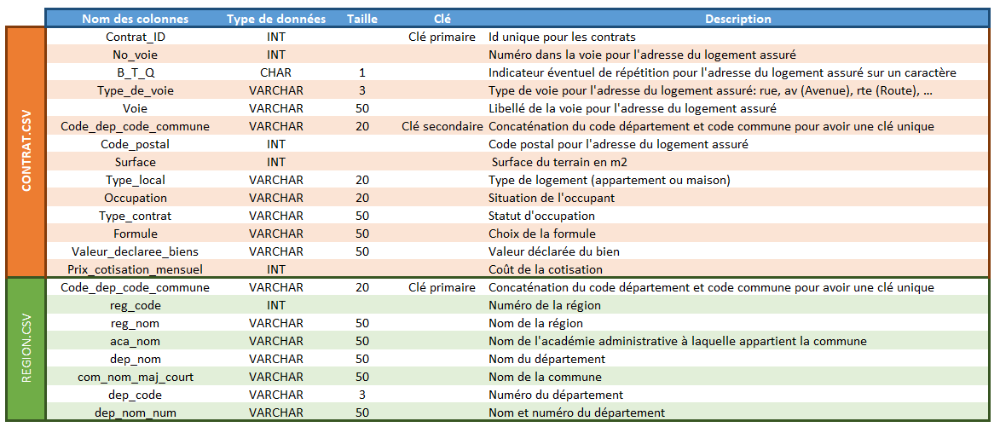 Nom des colonnes Type de données Taille Clé Description
CONTRAT.CSV
Contrat_ID INT Clé primaire Id unique pour les contrats
No_voie INT Numéro dans la voie pour l'adresse du logement assuré
B_T_Q CHAR 1 Indicateur éventuel de répétition pour l'adresse du logement assuré sur un caractère
Type_de_voie VARCHAR 3 Type de voie pour l'adresse du logement assuré: rue, av (Avenue), rte (Route), ...
Voie VARCHAR 50 Libellé de la voie pour l'adresse du logement assuré
Code_dep_code_commune VARCHAR 20 Clé secondaire Concaténation du code département et code commune pour avoir une clé unique
Code_postal INT Code postal pour l'adresse du logement assuré
Surface INT Surface du terrain en m2
Type_local VARCHAR 20 Type de logement (appartement ou maison)
Occupation VARCHAR 20 Situation de l'occupant
Type_contrat VARCHAR 50 Statut d'occupation
Formule VARCHAR 50 Choix de la formule
Valeur_declaree_biens VARCHAR 50 Valeur déclarée du bien
Prix_cotisation_mensuel INT Coût de la cotisation
REGION.CSV
Code_dep_code_commune VARCHAR 20 Clé primaire Concaténation du code département et code commune pour avoir une clé unique
reg_code INT Numéro de la région
reg_nom VARCHAR 50 Nom de la région
aca_nom VARCHAR 50 Nom de l'académie administrative à laquelle appartient la commune
dep_nom VARCHAR 50 Nom du département
com_nom_maj_court VARCHAR 50 Nom de la commune
dep_code VARCHAR 3 Numéro du département
dep_nom_num VARCHAR 50 Nom et numéro du département